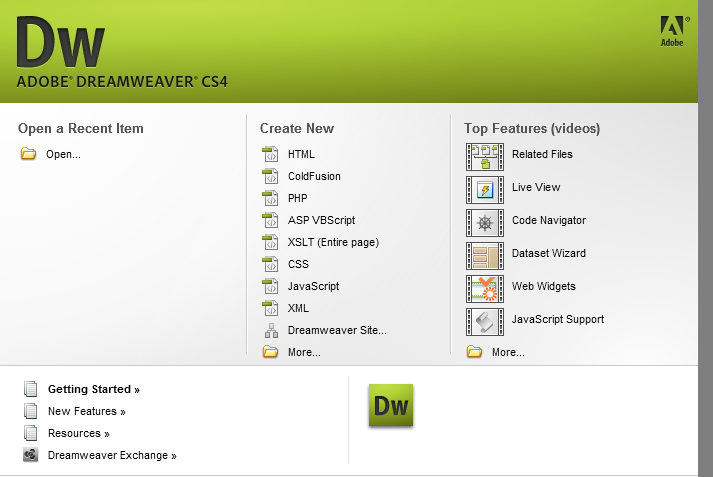 Dw
ADOBE® DREAMWEAVER® CS4
Adobe®
Open a Recent Item
Open...
Create New
HTML
ColdFusion
PHP
ASP VBScript
XSLT (Entire page)
CSS
JavaScript
XML
Dreamweaver Site...
More...
Top Features (videos)
Related Files
Live View
Code Navigator
Dataset Wizard
Web Widgets
JavaScript Support
More...
Getting Started »
New Features »
Resources »
Dreamweaver Exchange »
Dw